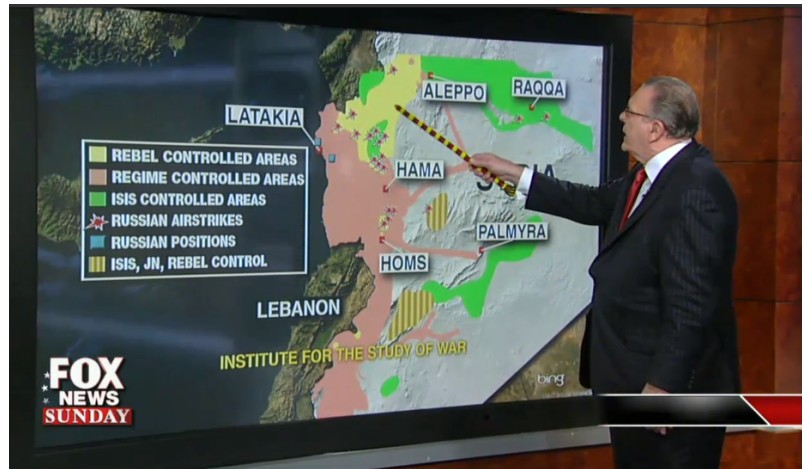 LATAKIA
ALEPPO
RAQQA
REBEL CONTROLLED AREAS
REGIME CONTROLLED AREAS
ISIS CONTROLLED AREAS
RUSSIAN AIRSTRIKES
RUSSIAN POSITIONS
ISIS, JN, REBEL CONTROL
HAMA
PALMYRA
HOMS
LEBANON
INSTITUTE FOR THE STUDY OF WAR
bing
FOX
NEWS
SUNDAY